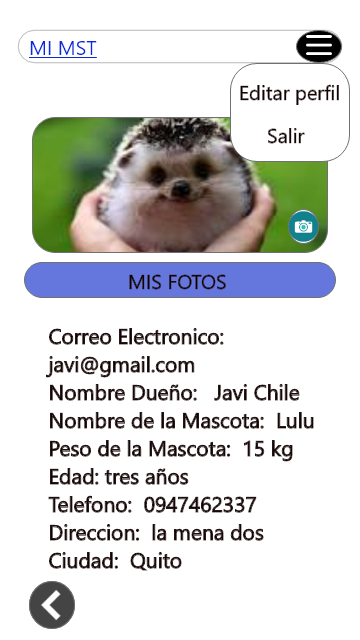 MI MST
Editar perfil
Salir
MIS FOTOS
Correo Electronico:
javi@gmail.com
Nombre Dueño: Javi Chile
Nombre de la Mascota: Lulu
Peso de la Mascota: 15 kg
Edad: tres años
Telefono: 0947462337
Direccion: la mena dos
Ciudad: Quito